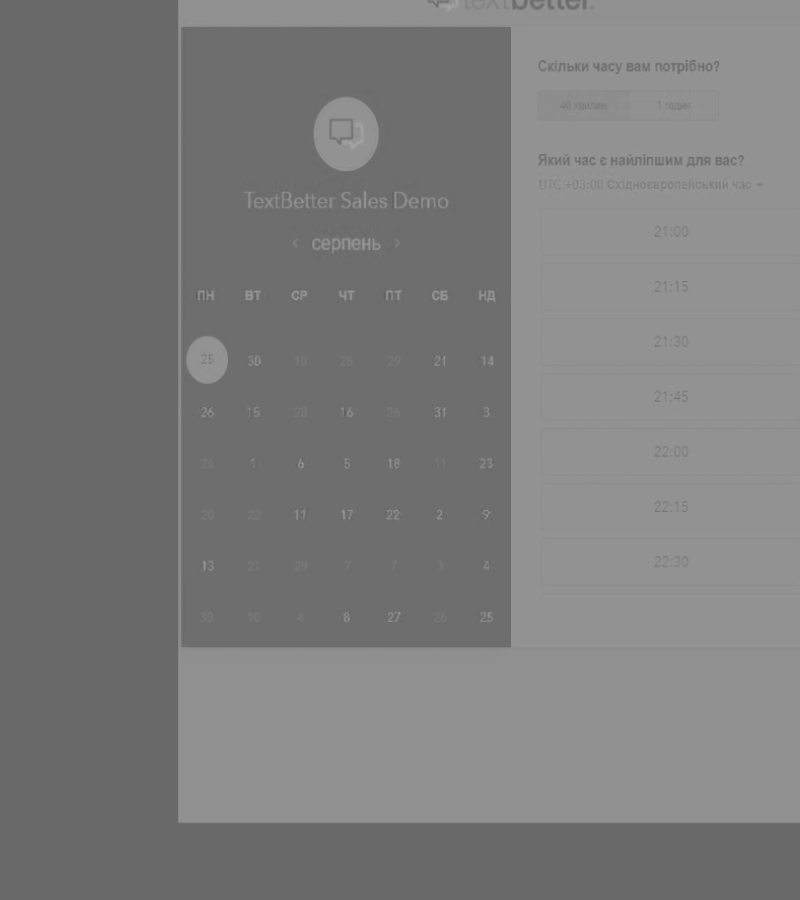 textbetter.
TextBetter Sales Demo
‹ серпень ›
ПН ВТ СР ЧТ ПТ СБ НД
25 30 10 25 29 21 14
26 15 28 16 26 31 3
26 1 6 5 18 11 23
20 22 11 17 22 2 9
13 21 29 7 7 3 4
30 10 4 8 27 26 25
Скільки часу вам потрібно?
40 хвилин 1 годин
Який час є найліпшим для вас?
UTC +03:00 Східноєвропейський час
21:00
21:15
21:30
21:45
22:00
22:15
22:30